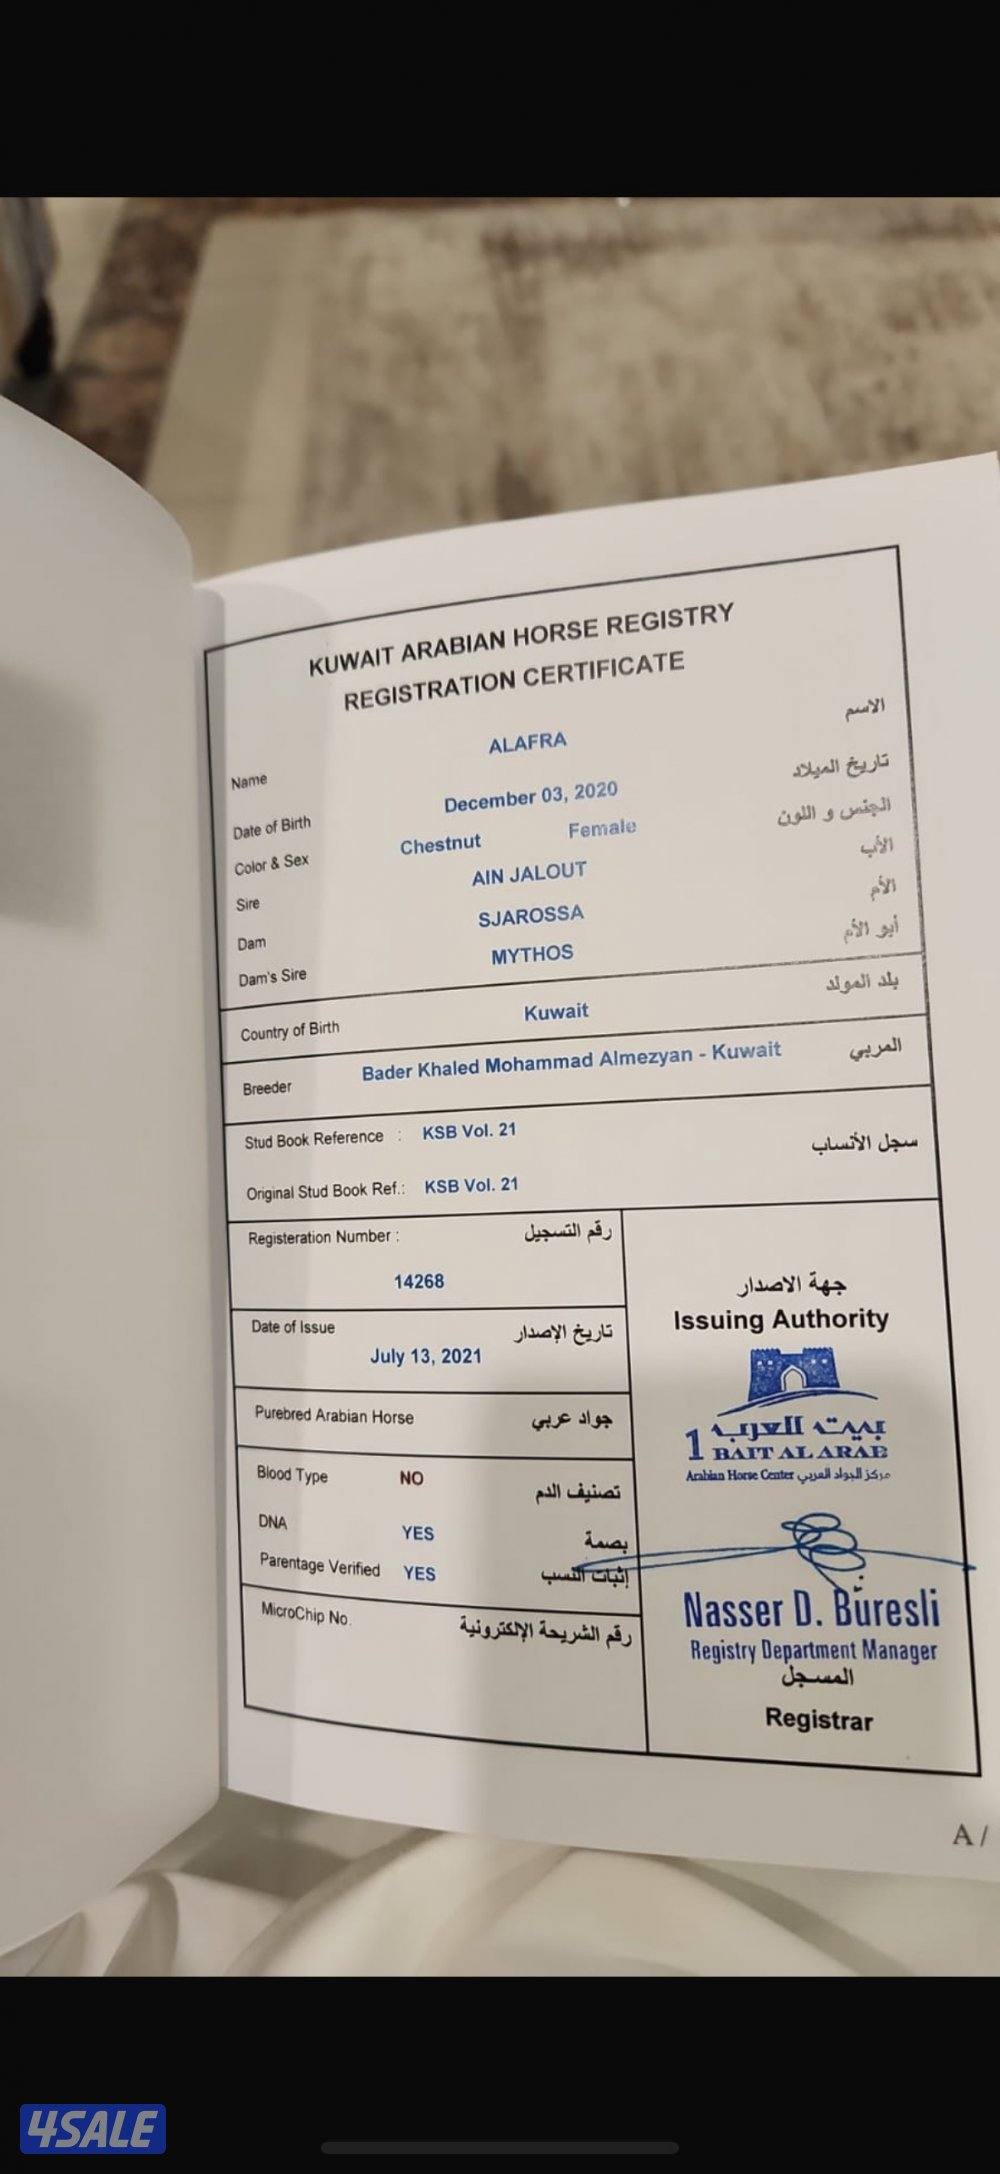 KUWAIT ARABIAN HORSE REGISTRY
REGISTRATION CERTIFICATE
Name ALAFRA الاسم
Date of Birth December 03, 2020 تاريخ الميلاد
Color & Sex Chestnut Female الجنس و اللون
Sire AIN JALOUT الأب
Dam SJAROSSA الأم
Dam's Sire MYTHOS أبو الأم
Country of Birth Kuwait بلد المولد
Breeder Bader Khaled Mohammad Almezyan - Kuwait المربي
Stud Book Reference : KSB Vol. 21 سجل الأنساب
Original Stud Book Ref.: KSB Vol. 21
Registeration Number : رقم التسجيل
14268
Date of Issue تاريخ الإصدار
July 13, 2021
Purebred Arabian Horse جواد عربي
Blood Type NO تصنيف الدم
DNA YES بصمة
Parentage Verified YES إثبات النسب
MicroChip No. رقم الشريحة الإلكترونية
جهة الاصدار
Issuing Authority
بيت العرب
1 BAIT AL ARAB
Arabian Horse Center مركز الجواد العربي
Nasser D. Buresli
Registry Department Manager
المسجل
Registrar
A /
4SALE